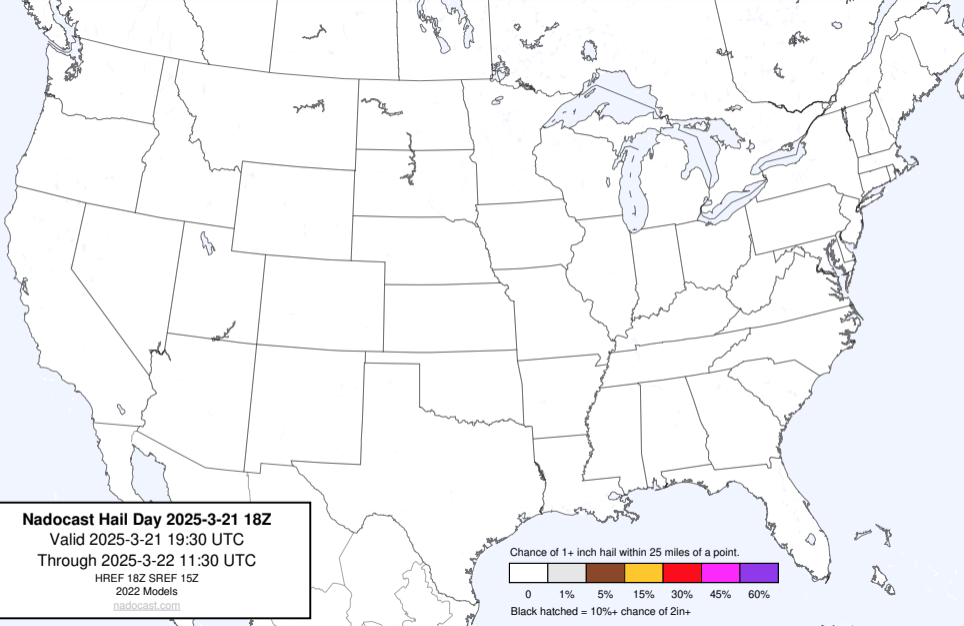 Nadocast Hail Day 2025-3-21 18Z
Valid 2025-3-21 19:30 UTC
Through 2025-3-22 11:30 UTC
HREF 18Z SREF 15Z
2022 Models
nadocast.com
Chance of 1+ inch hail within 25 miles of a point.
0 1% 5% 15% 30% 45% 60%
Black hatched = 10%+ chance of 2in+